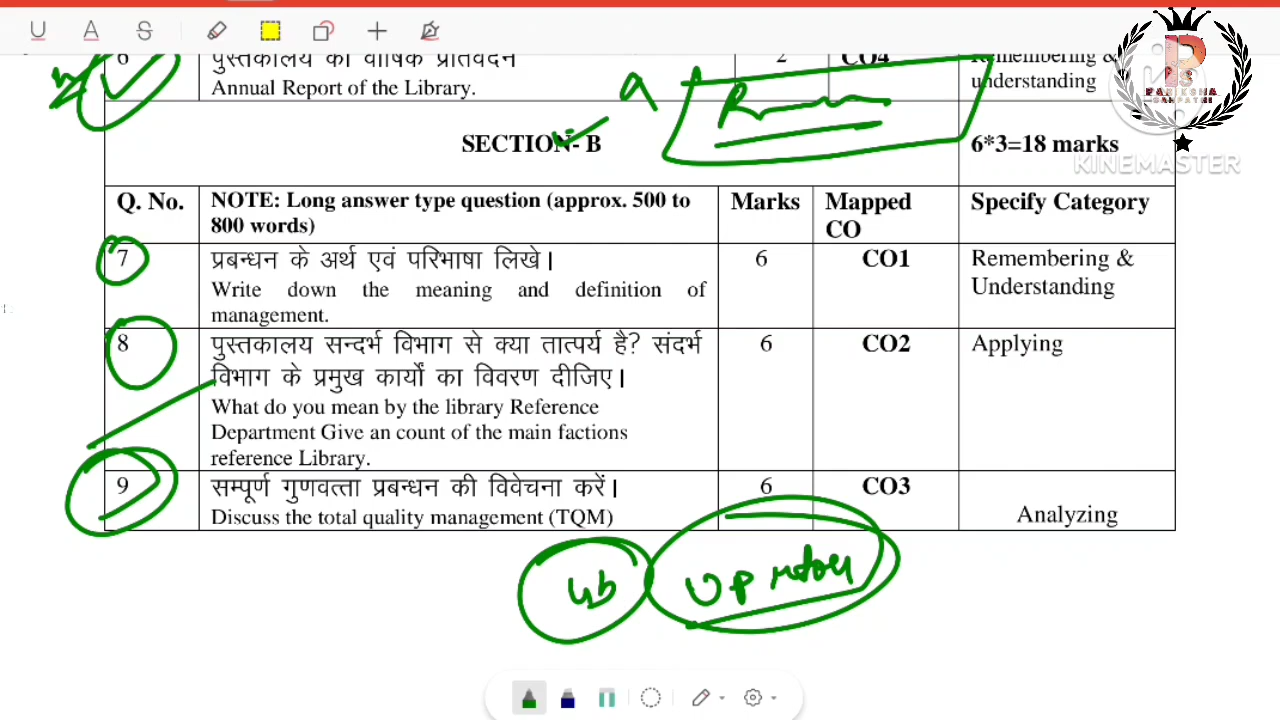 6 पुस्तकालय का वार्षिक प्रतिवेदन 2 CO4 Remembering &
Annual Report of the Library. understanding
PARIKSHA
SECTION- B 6*3=18 marks
KINEMASTER
Q. No. NOTE: Long answer type question (approx. 500 to Marks Mapped Specify Category
800 words) CO
7 प्रबन्धन के अर्थ एवं परिभाषा लिखे। 6 CO1 Remembering &
Write down the meaning and definition of Understanding
management.
8 पुस्तकालय सन्दर्भ विभाग से क्या तात्पर्य है? संदर्भ 6 CO2 Applying
विभाग के प्रमुख कार्यों का विवरण दीजिए।
What do you mean by the library Reference
Department Give an count of the main factions
reference Library.
9 सम्पूर्ण गुणवत्ता प्रबन्धन की विवेचना करें। 6 CO3
Discuss the total quality management (TQM) Analyzing
UP